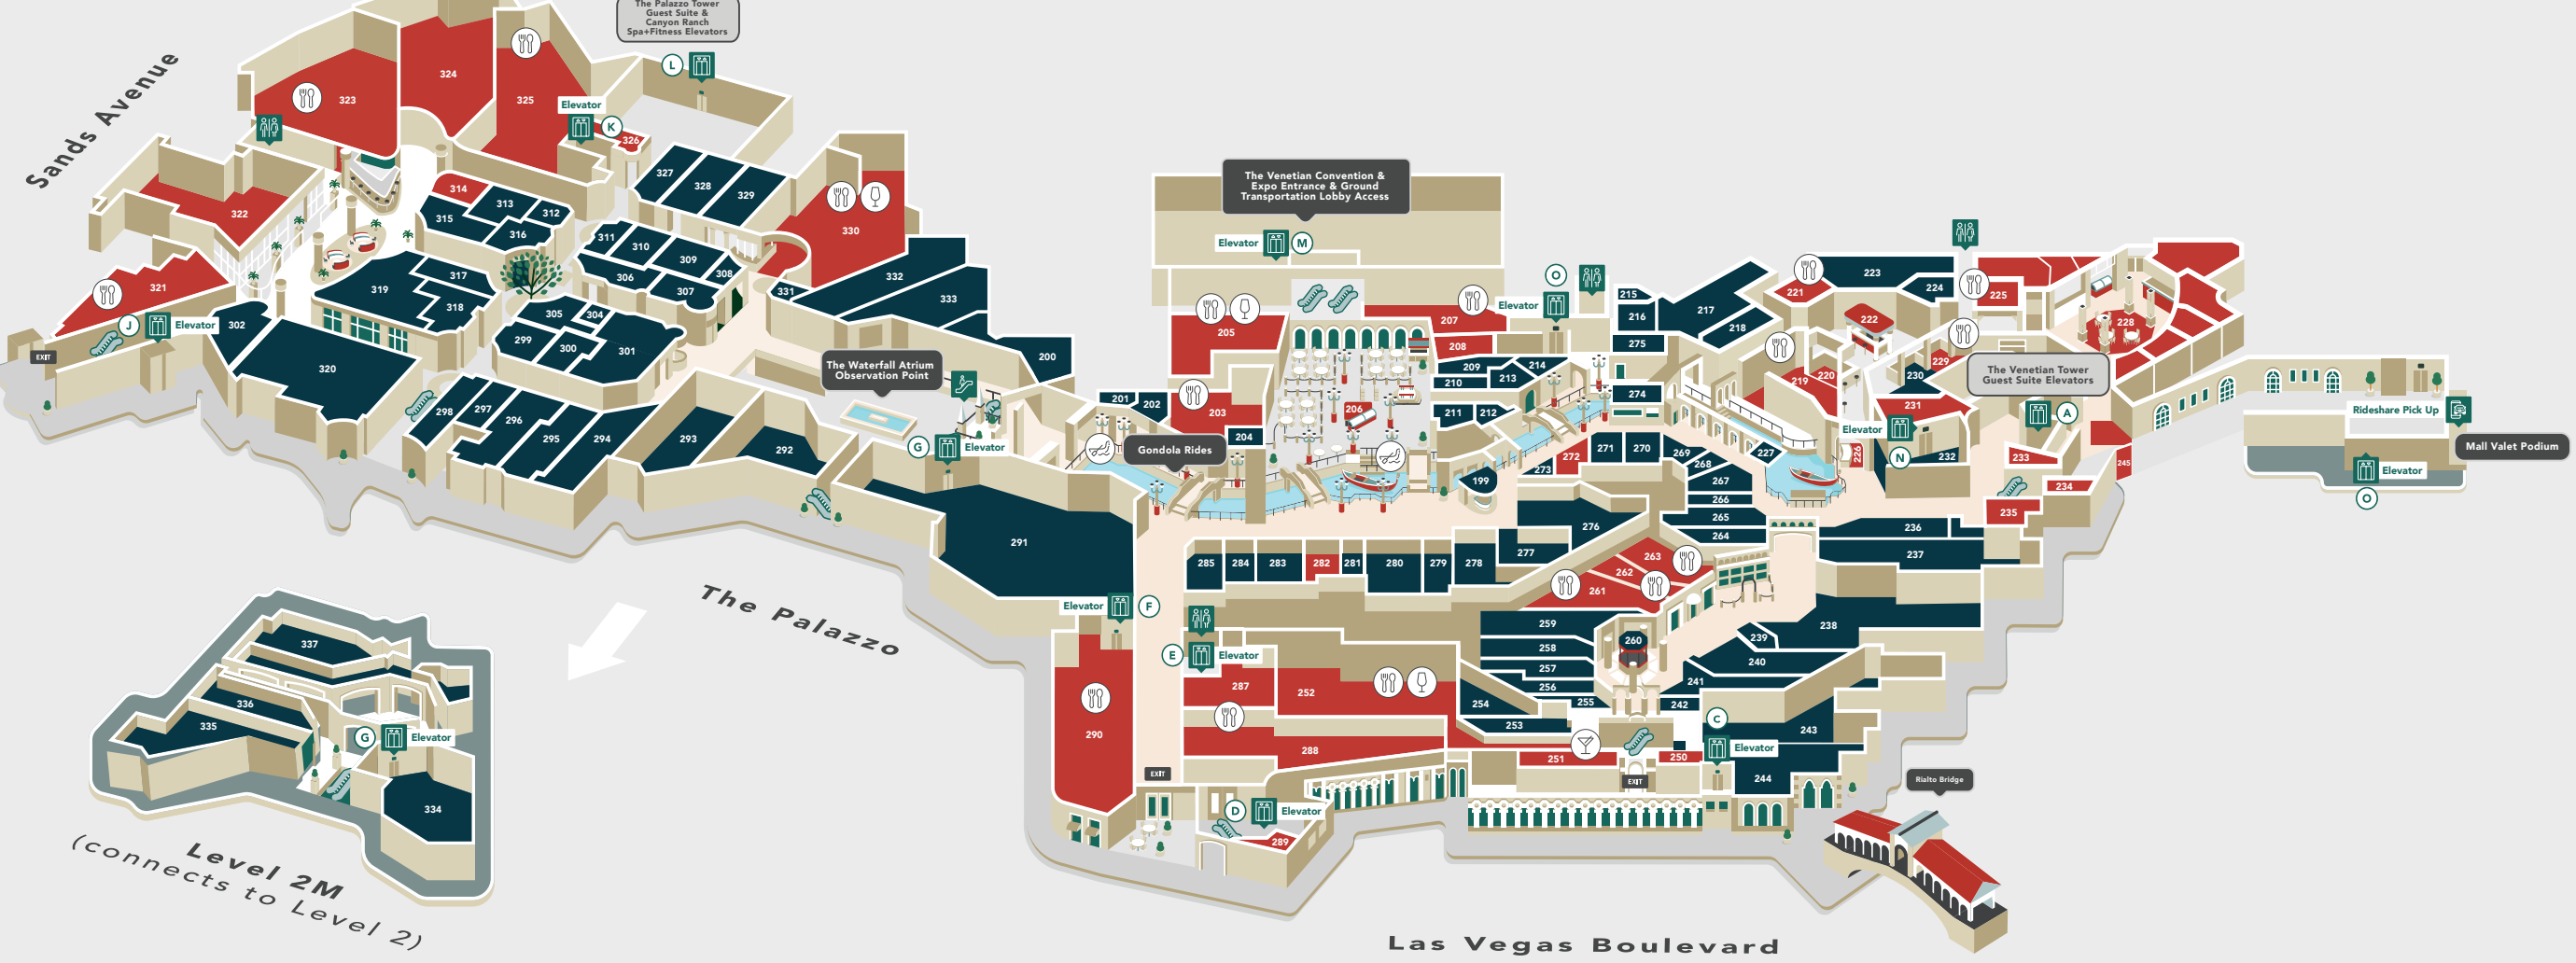 The Palazzo Tower
Guest Suite &
Canyon Ranch
Spa+Fitness Elevators
Sands Avenue
324
323
325
L
Elevator
K
326
322
314
315
313
312
316
327
328
329
330
311
310
309
308
306
307
331
332
333
321
J
Elevator
EXIT
302
319
317
318
320
305
304
299
300
301
298
297
296
295
294
293
292
The Waterfall Atrium
Observation Point
G
Elevator
200
291
The Palazzo
The Venetian Convention &
Expo Entrance & Ground
Transportation Lobby Access
Elevator
M
205
207
208
201
202
203
204
206
Gondola Rides
209
210
211
212
213
214
199
O
Elevator
215
216
217
218
275
274
273
272
271
270
269
268
267
266
265
264
227
221
223
224
222
225
219
220
226
229
230
231
232
228
Elevator
N
The Venetian Tower
Guest Suite Elevators
A
233
234
235
245
236
237
Rideshare Pick Up
Mall Valet Podium
Elevator
O
276
277
278
279
280
281
282
283
284
285
263
262
261
260
259
258
257
256
255
254
253
252
238
239
240
241
242
243
244
C
Elevator
250
251
EXIT
Elevator
F
E
Elevator
287
288
290
EXIT
D
Elevator
289
Rialto Bridge
Las Vegas Boulevard
337
336
335
G
Elevator
334
Level 2M
(connects to Level 2)